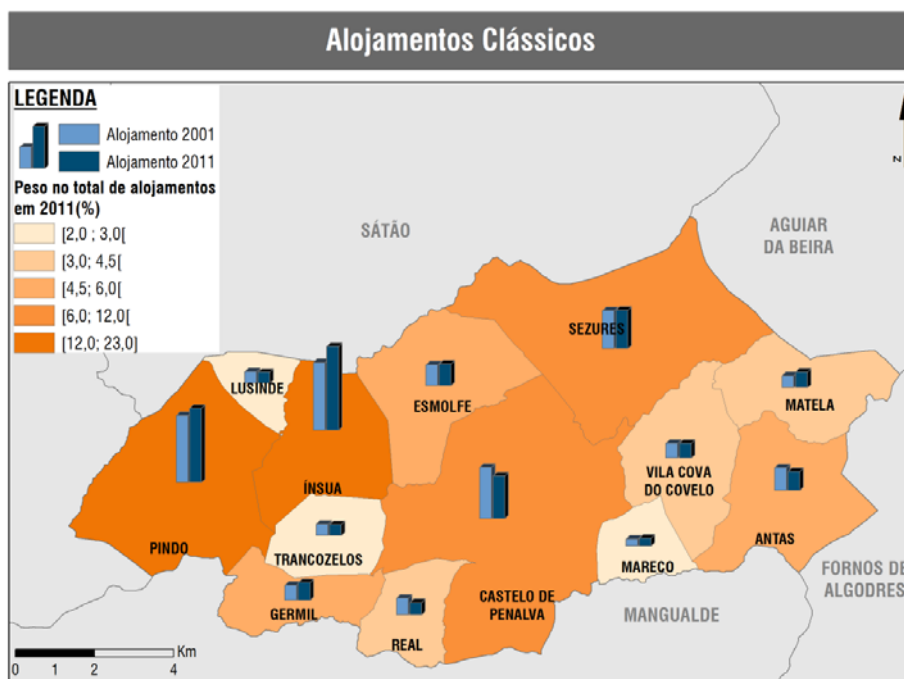 Alojamentos Clássicos
LEGENDA
Alojamento 2001
Alojamento 2011
Peso no total de alojamentos
em 2011(%)
[2,0 ; 3,0[
[3,0; 4,5[
[4,5; 6,0[
[6,0; 12,0[
[12,0; 23,0]
N
SÁTÃO
AGUIAR
DA BEIRA
SEZURES
LUSINDE
ESMOLFE
MATELA
ÍNSUA
VILA COVA
DO COVELO
PINDO
TRANCOZELOS
MARECO
ANTAS
FORNOS DE
ALGODRES
GERMIL
CASTELO DE
PENALVA
MANGUALDE
REAL
Km
0 1 2 4